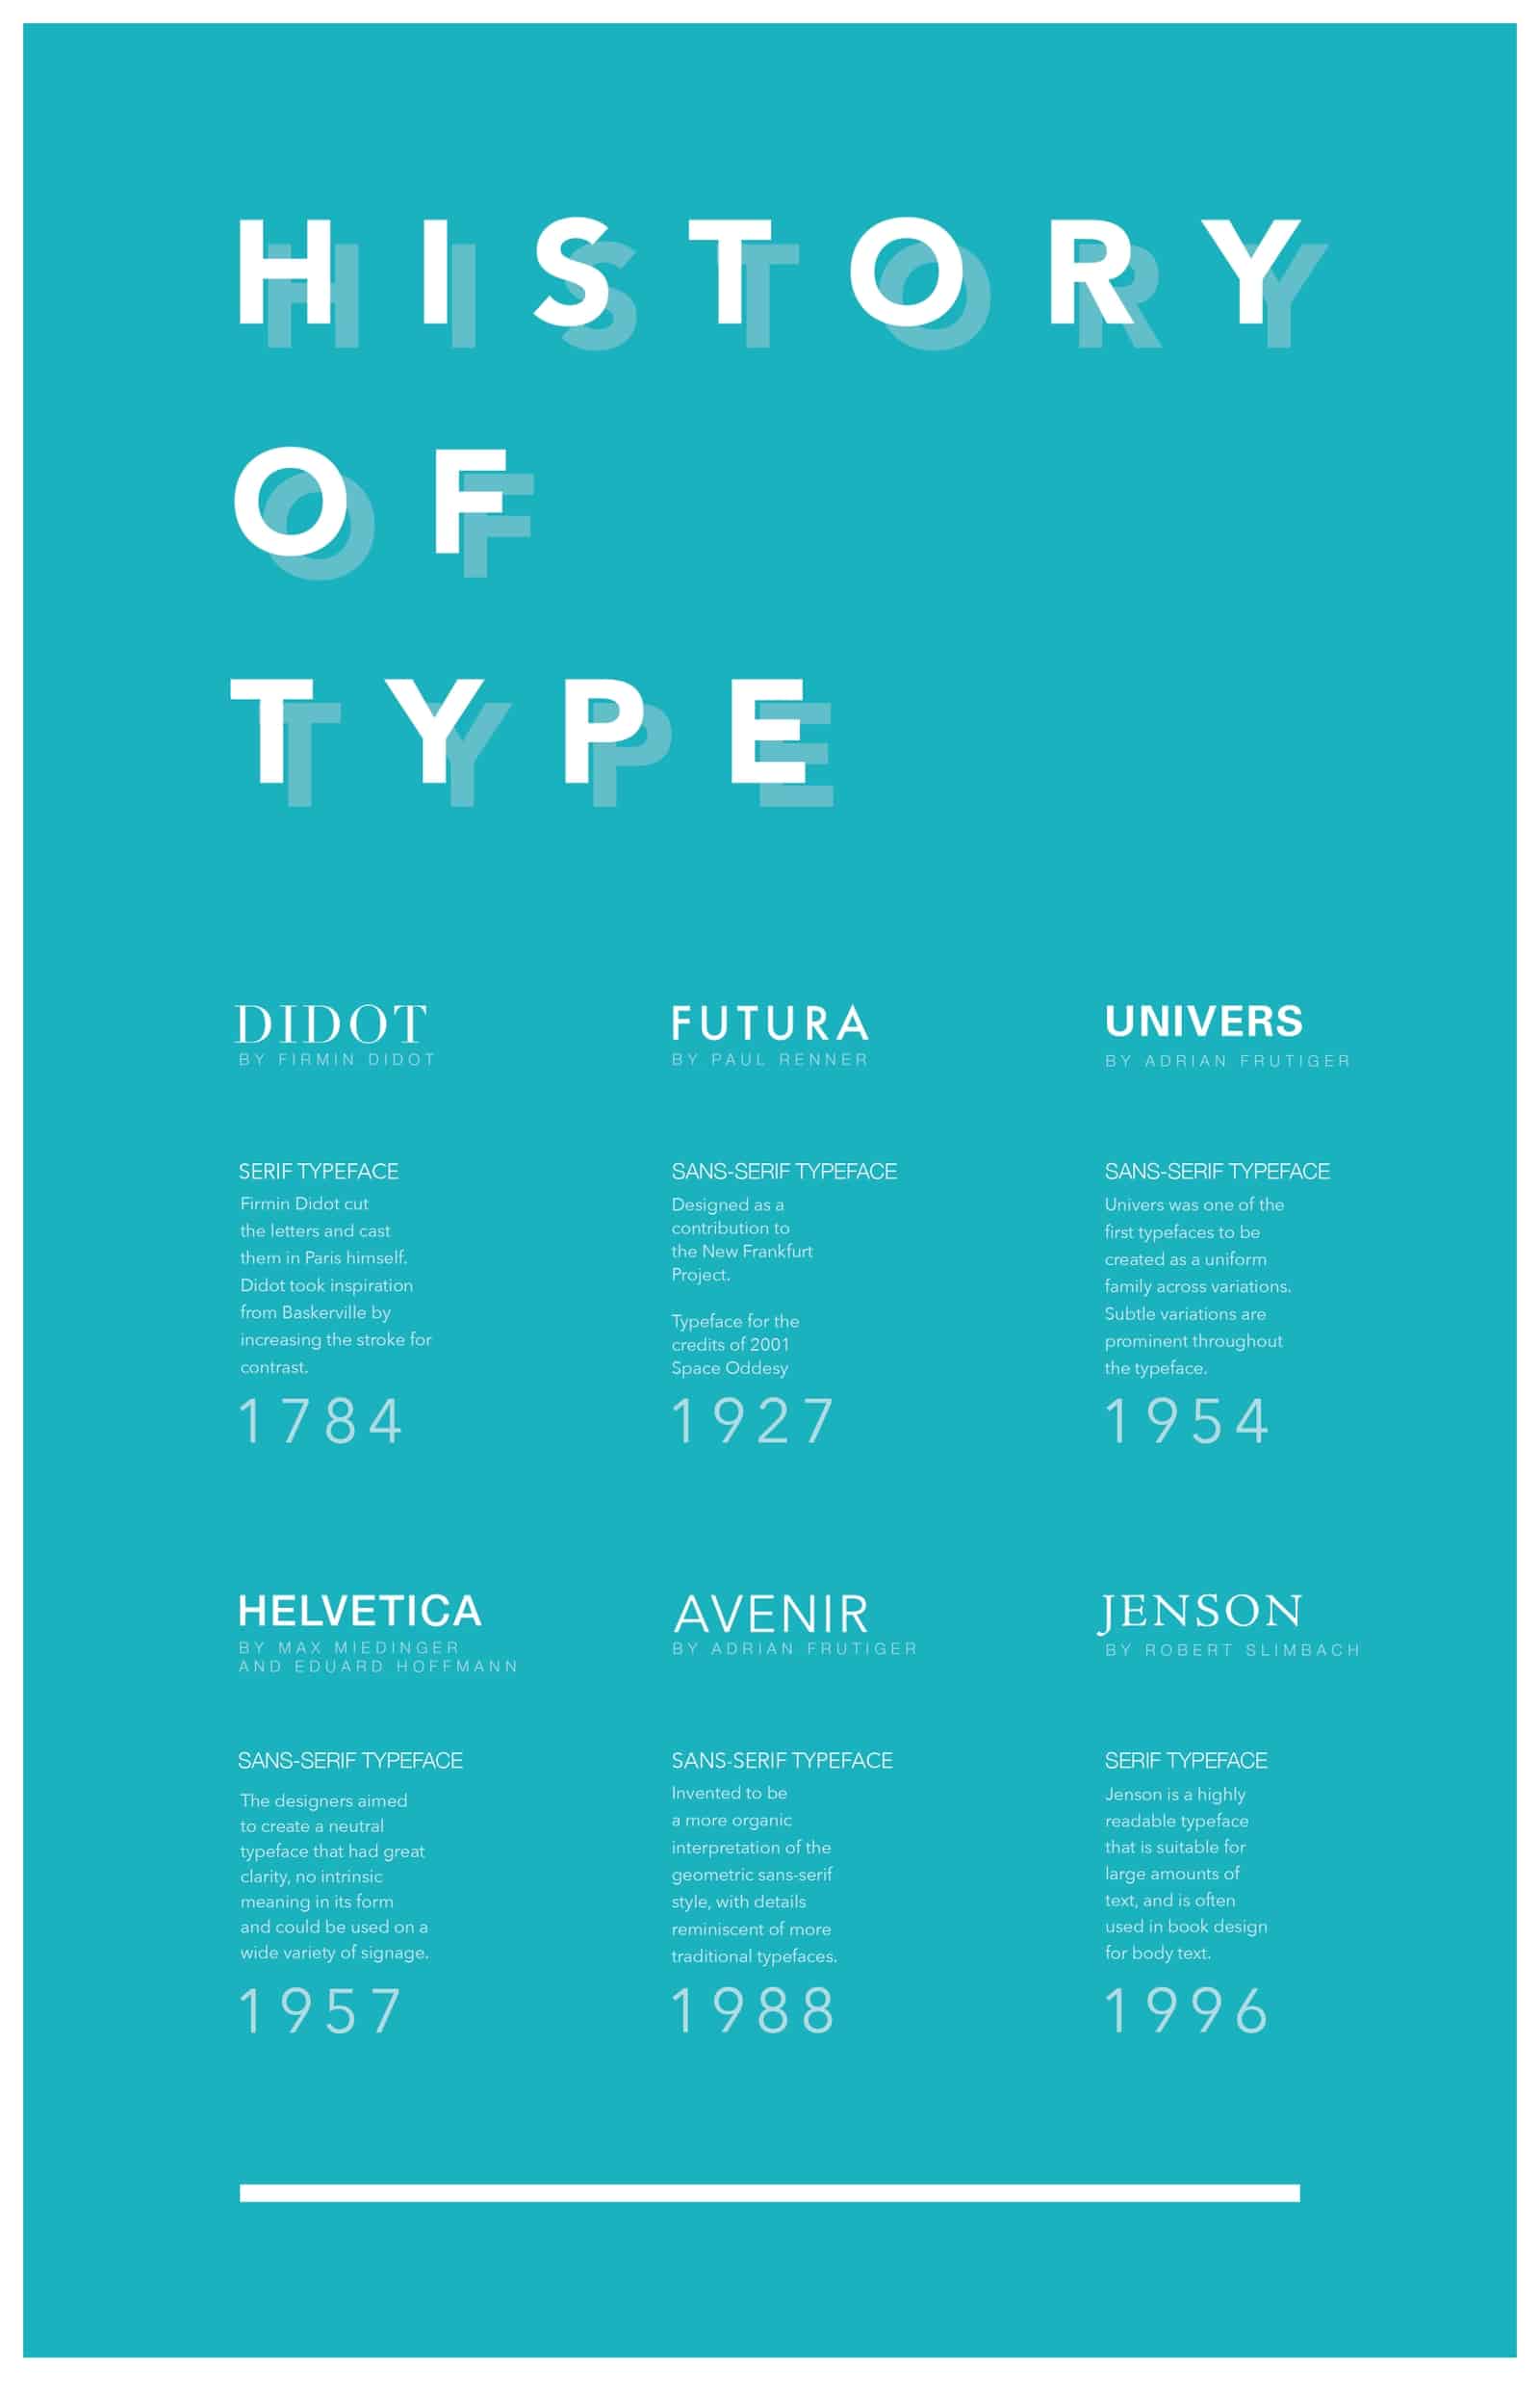 HISTORY
OF
TYPE
DIDOT
BY FIRMIN DIDOT
SERIF TYPEFACE
Firmin Didot cut
the letters and cast
them in Paris himself.
Didot took inspiration
from Baskerville by
increasing the stroke for
contrast.
1784
FUTURA
BY PAUL RENNER
SANS-SERIF TYPEFACE
Designed as a
contribution to
the New Frankfurt
Project.
Typeface for the
credits of 2001
Space Oddesy
1927
UNIVERS
BY ADRIAN FRUTIGER
SANS-SERIF TYPEFACE
Univers was one of the
first typefaces to be
created as a uniform
family across variations.
Subtle variations are
prominent throughout
the typeface.
1954
HELVETICA
BY MAX MIEDINGER
AND EDUARD HOFFMANN
SANS-SERIF TYPEFACE
The designers aimed
to create a neutral
typeface that had great
clarity, no intrinsic
meaning in its form
and could be used on a
wide variety of signage.
1957
AVENIR
BY ADRIAN FRUTIGER
SANS-SERIF TYPEFACE
Invented to be
a more organic
interpretation of the
geometric sans-serif
style, with details
reminiscent of more
traditional typefaces.
1988
JENSON
BY ROBERT SLIMBACH
SERIF TYPEFACE
Jenson is a highly
readable typeface
that is suitable for
large amounts of
text, and is often
used in book design
for body text.
1996